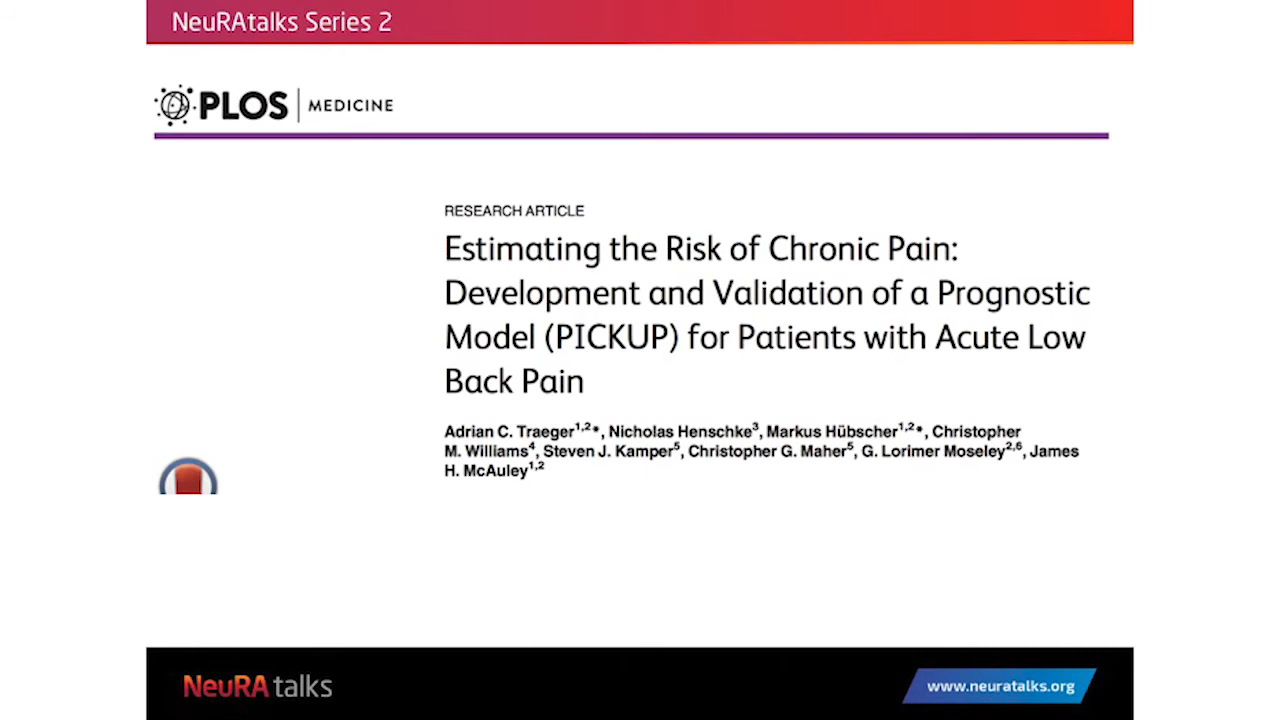 NeuRAtalks Series 2
PLOS MEDICINE
RESEARCH ARTICLE
Estimating the Risk of Chronic Pain:
Development and Validation of a Prognostic
Model (PICKUP) for Patients with Acute Low
Back Pain
Adrian C. Traeger1,2*, Nicholas Henschke3, Markus Hübscher1,2*, Christopher
M. Williams4, Steven J. Kamper5, Christopher G. Maher5, G. Lorimer Moseley2,6, James
H. McAuley1,2
NeuRA talks
www.neuratalks.org